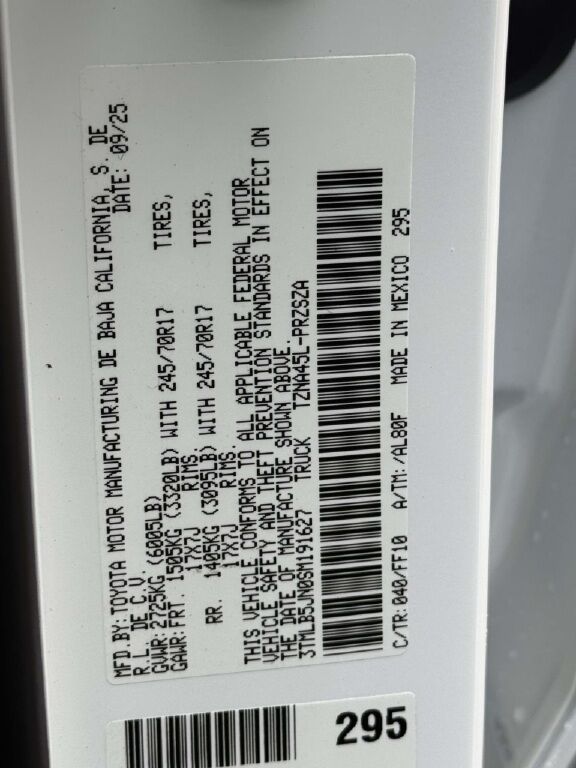 MFD.BY:TOYOTA MOTOR MANUFACTURING DE BAJA CALIFORNIA, S. DE
R.L. DE C.V. DATE: 09/25
GVWR:2725KG (6005LB)
GAWR:FRT. 1505KG (3320LB) WITH 245/70R17 TIRES,
17X7J RIMS.
RR. 1405KG (3095LB) WITH 245/70R17 TIRES,
17X7J RIMS.
THIS VEHICLE CONFORMS TO ALL APPLICABLE FEDERAL MOTOR
VEHICLE SAFETY AND THEFT PREVENTION STANDARDS IN EFFECT ON
THE DATE OF MANUFACTURE SHOWN ABOVE.
3TMLB5JN0SM191627 TRUCK TZNA45L-PRZSZA
C/TR:040/FF10 A/TM:/AL80F MADE IN MEXICO 295
295